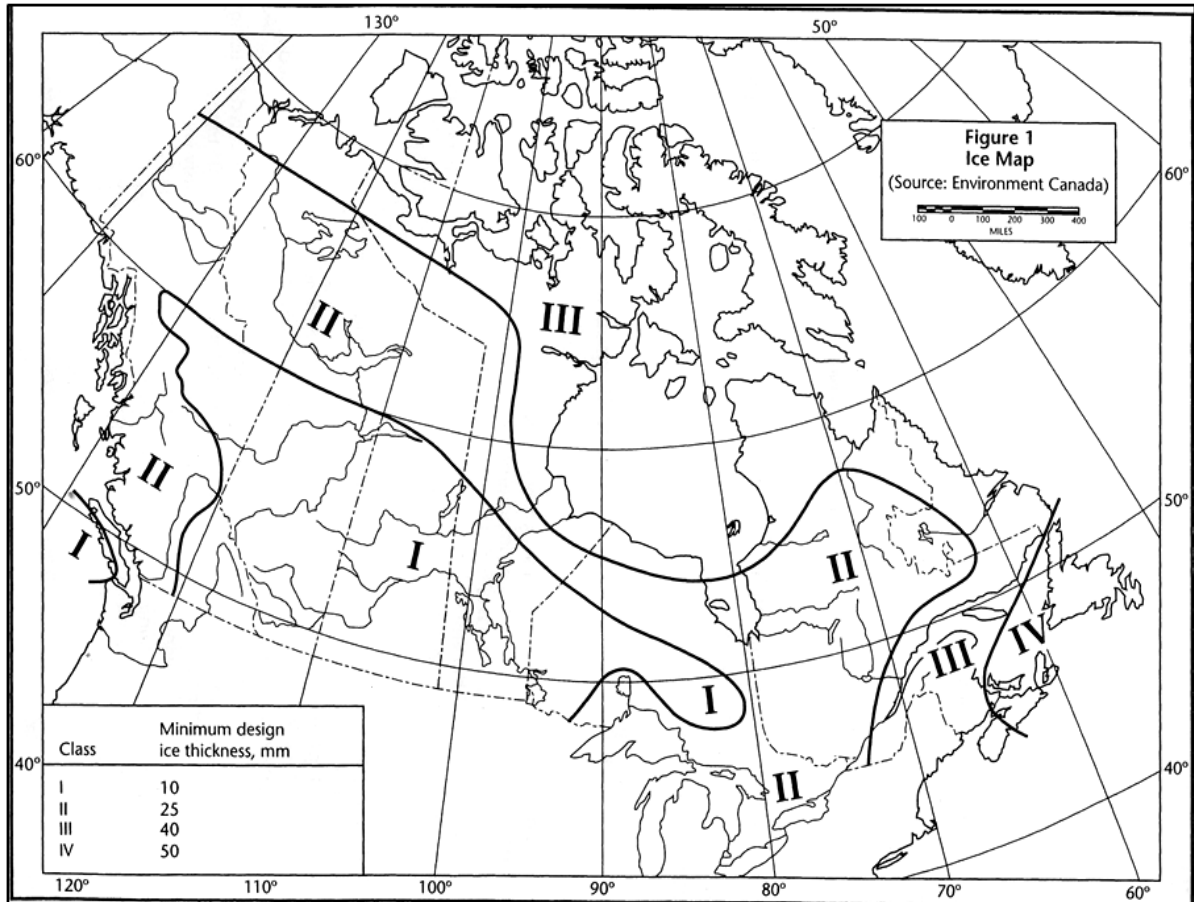 130°
50°
Figure 1
Ice Map
(Source: Environment Canada)
100 0 100 200 300 400
MILES
60°
60°
II
III
II
50°
50°
I
I
II
IV
III
I
II
Class Minimum design ice thickness, mm
I 10
II 25
III 40
IV 50
40°
40°
120° 110° 100° 90° 80° 70° 60°